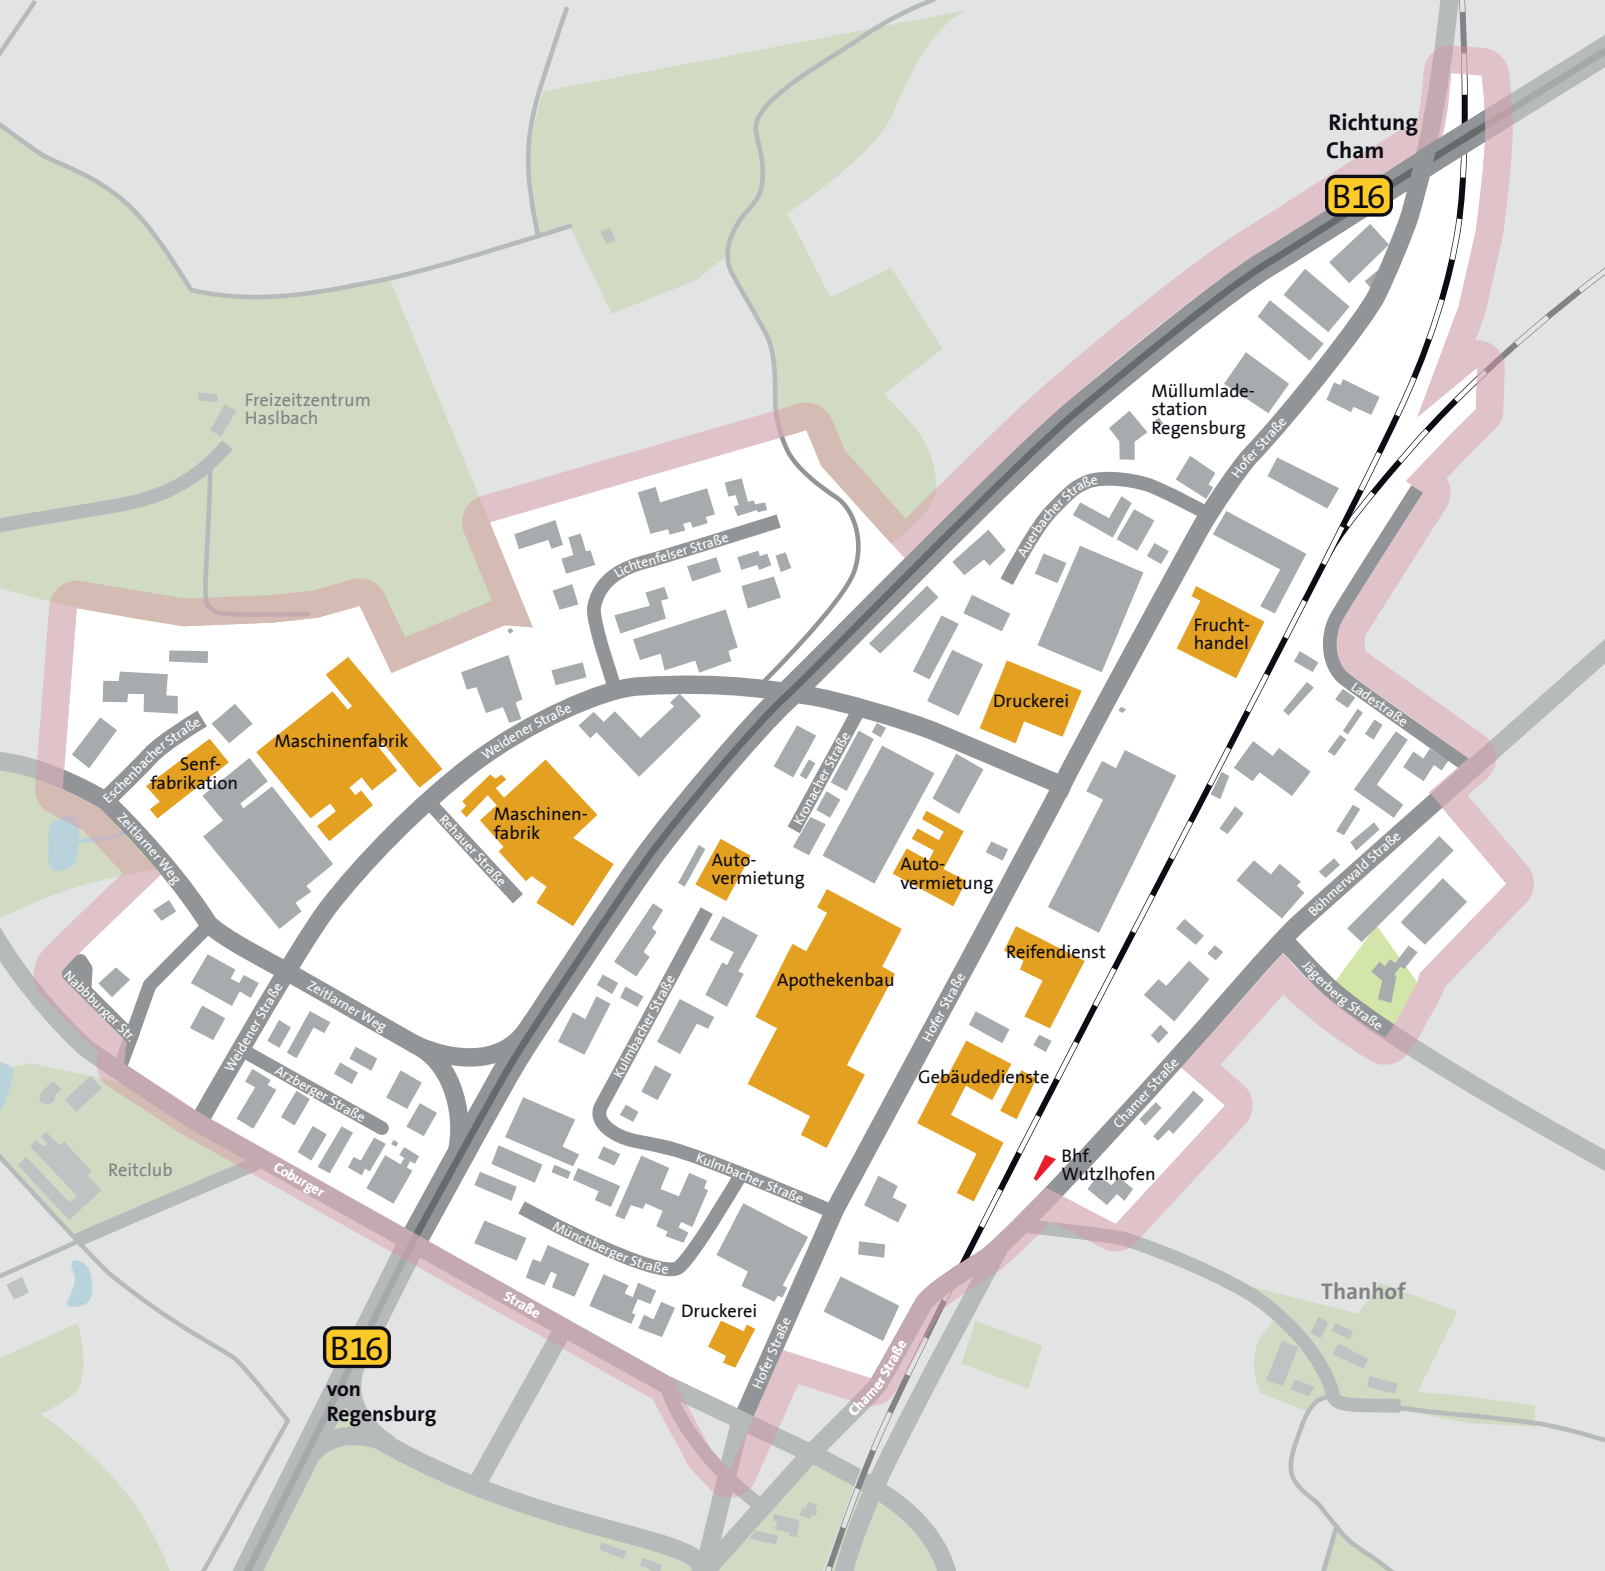 Richtung
Cham
B16
Freizeitzentrum
Haslbach
Müllumlade-
station
Regensburg
Hofer Straße
Auerbacher Straße
Lichtenfelser Straße
Frucht-
handel
Druckerei
Ladestraße
Weidener Straße
Eschenbacher Straße
Maschinenfabrik
Senf-
fabrikation
Kronacher Straße
Maschinen-
fabrik
Rehauer Straße
Zeitlarner Weg
Auto-
vermietung
Auto-
vermietung
Böhmerwald Straße
Reifendienst
Apothekenbau
Jägerberg Straße
Nabbburger Str.
Zeitlarner Weg
Weidener Straße
Kulmbacher Straße
Hofer Straße
Gebäudedienste
Arzberger Straße
Chamer Straße
Bhf.
Wutzlhofen
Reitclub
Coburger
Kulmbacher Straße
Münchberger Straße
Straße
Druckerei
Thanhof
Hofer Straße
Chamer Straße
B16
von
Regensburg